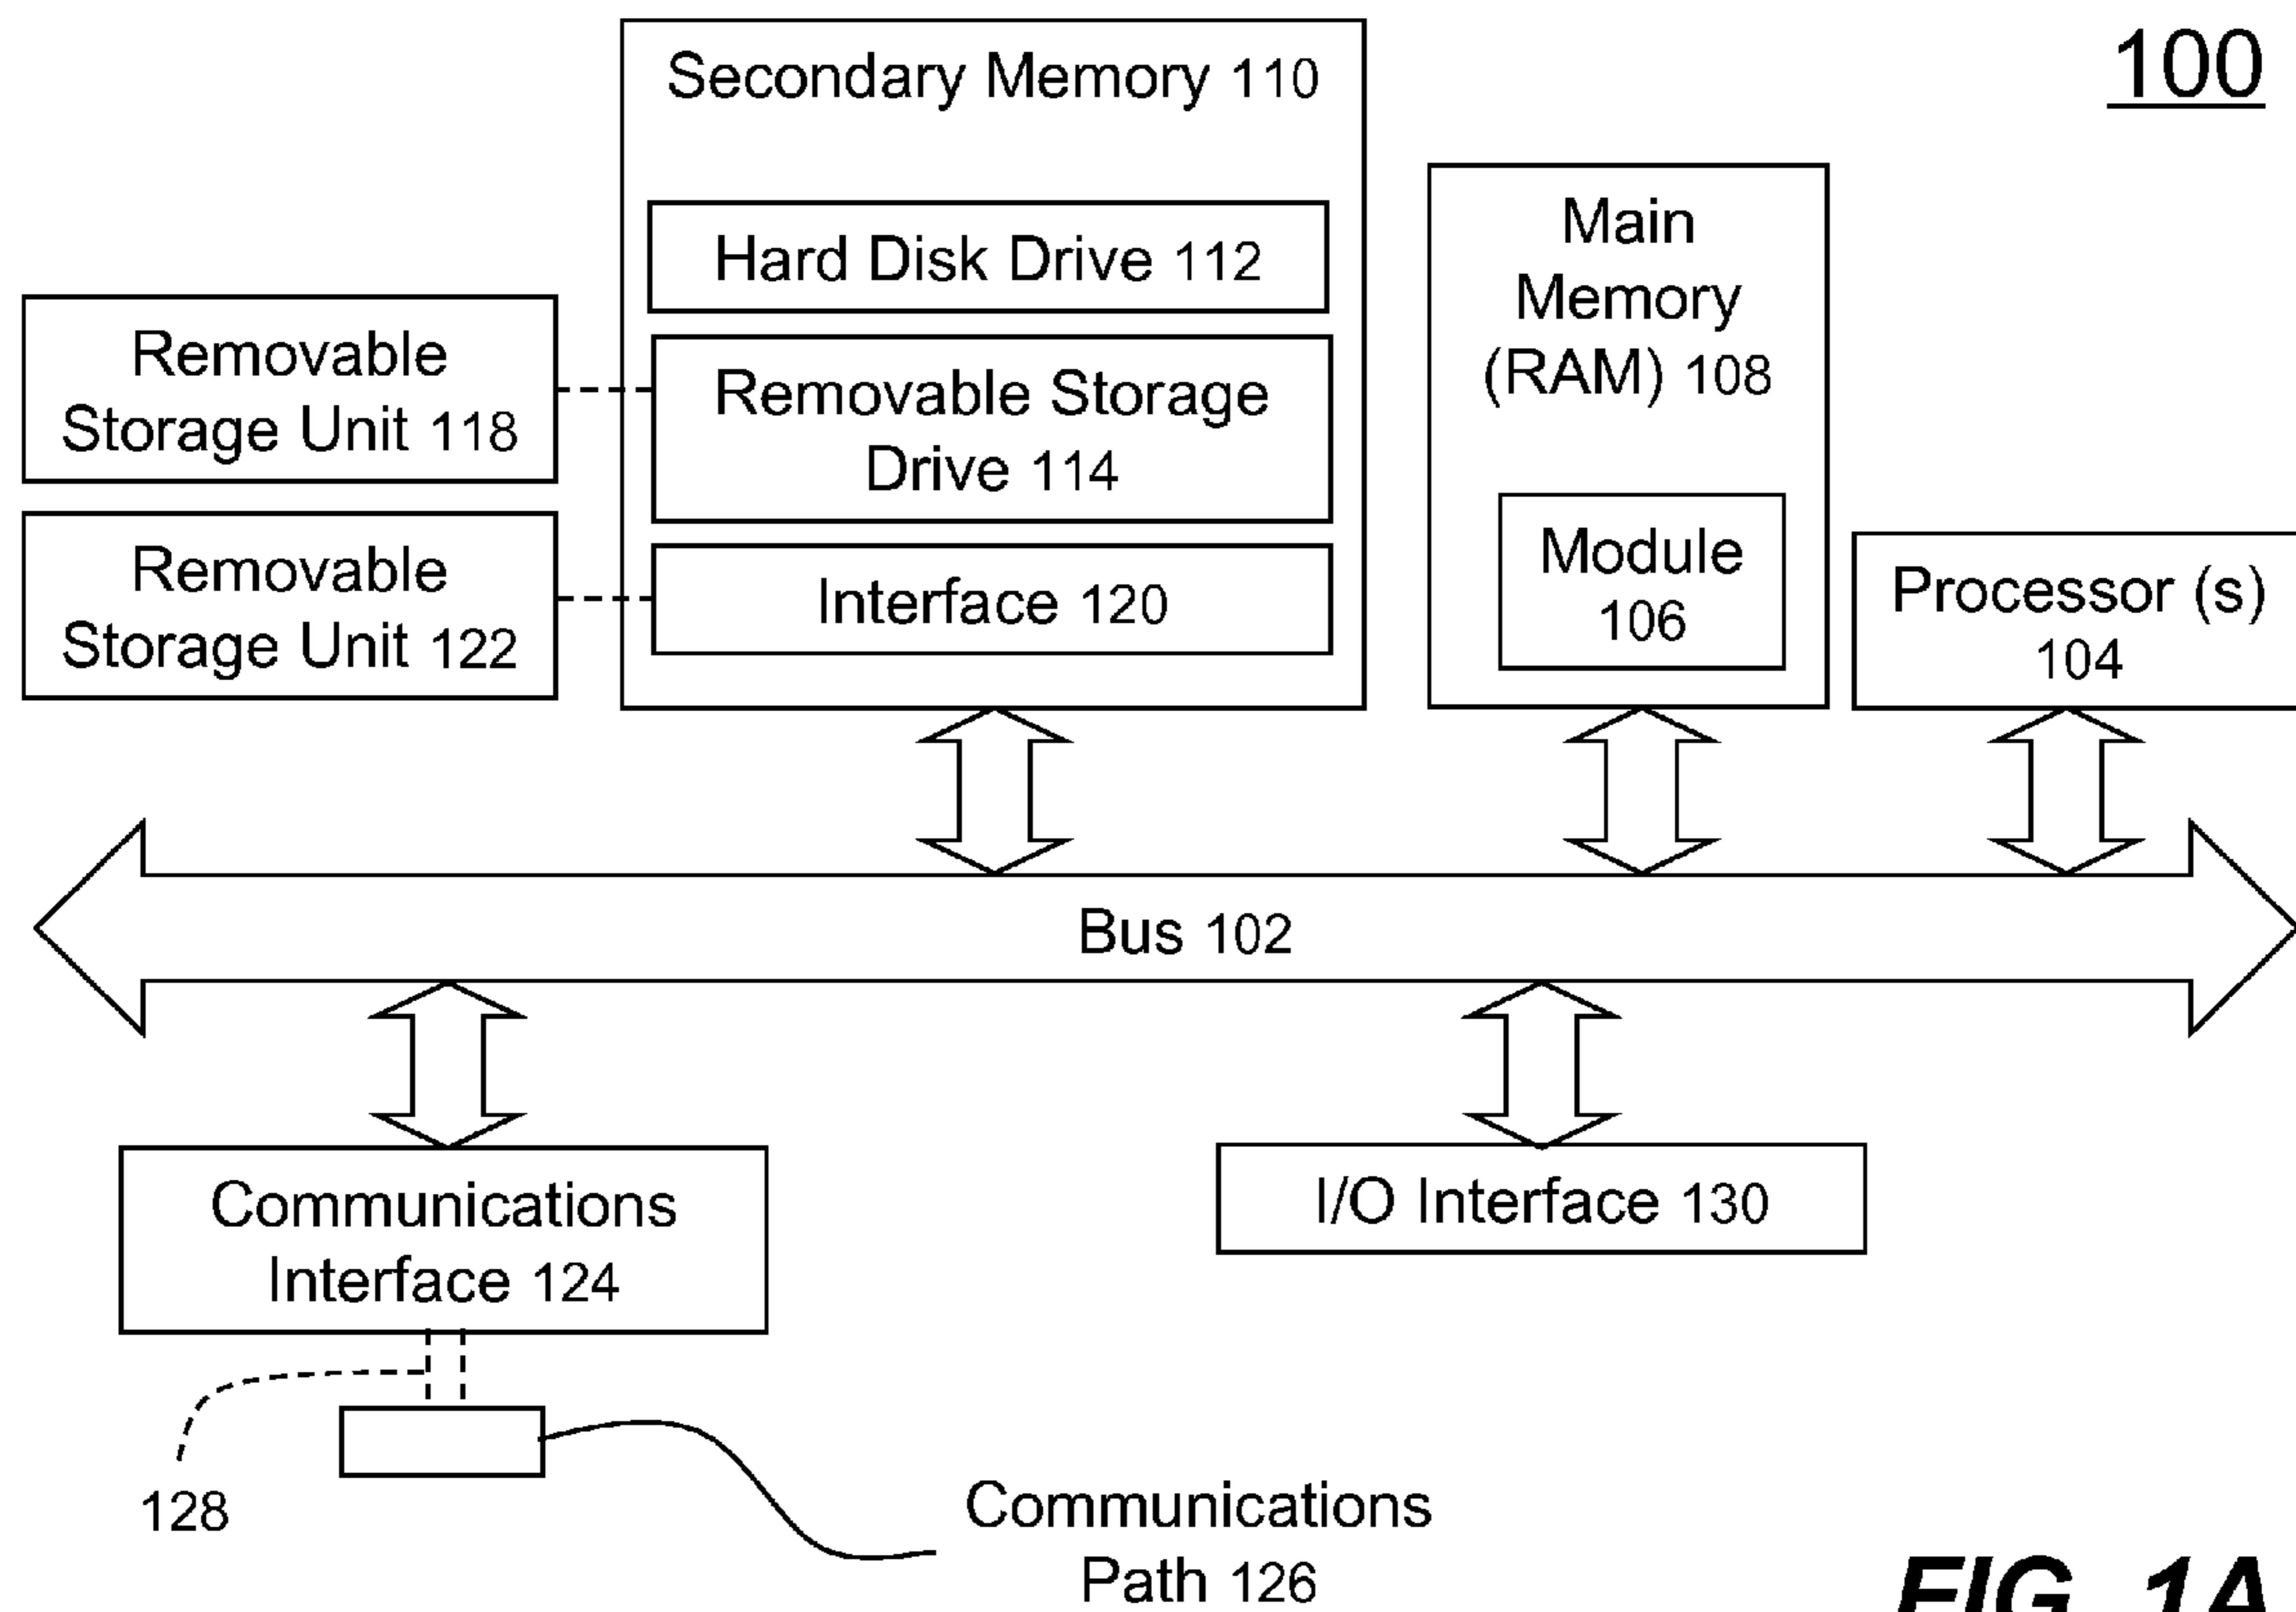 100
Secondary Memory 110
Hard Disk Drive 112
Removable Storage
Drive 114
Interface 120
Removable
Storage Unit 118
Removable
Storage Unit 122
Main
Memory
(RAM) 108
Module
106
Processor (s)
104
Bus 102
Communications
Interface 124
I/O Interface 130
128
Communications
Path 126
FIG. 1A